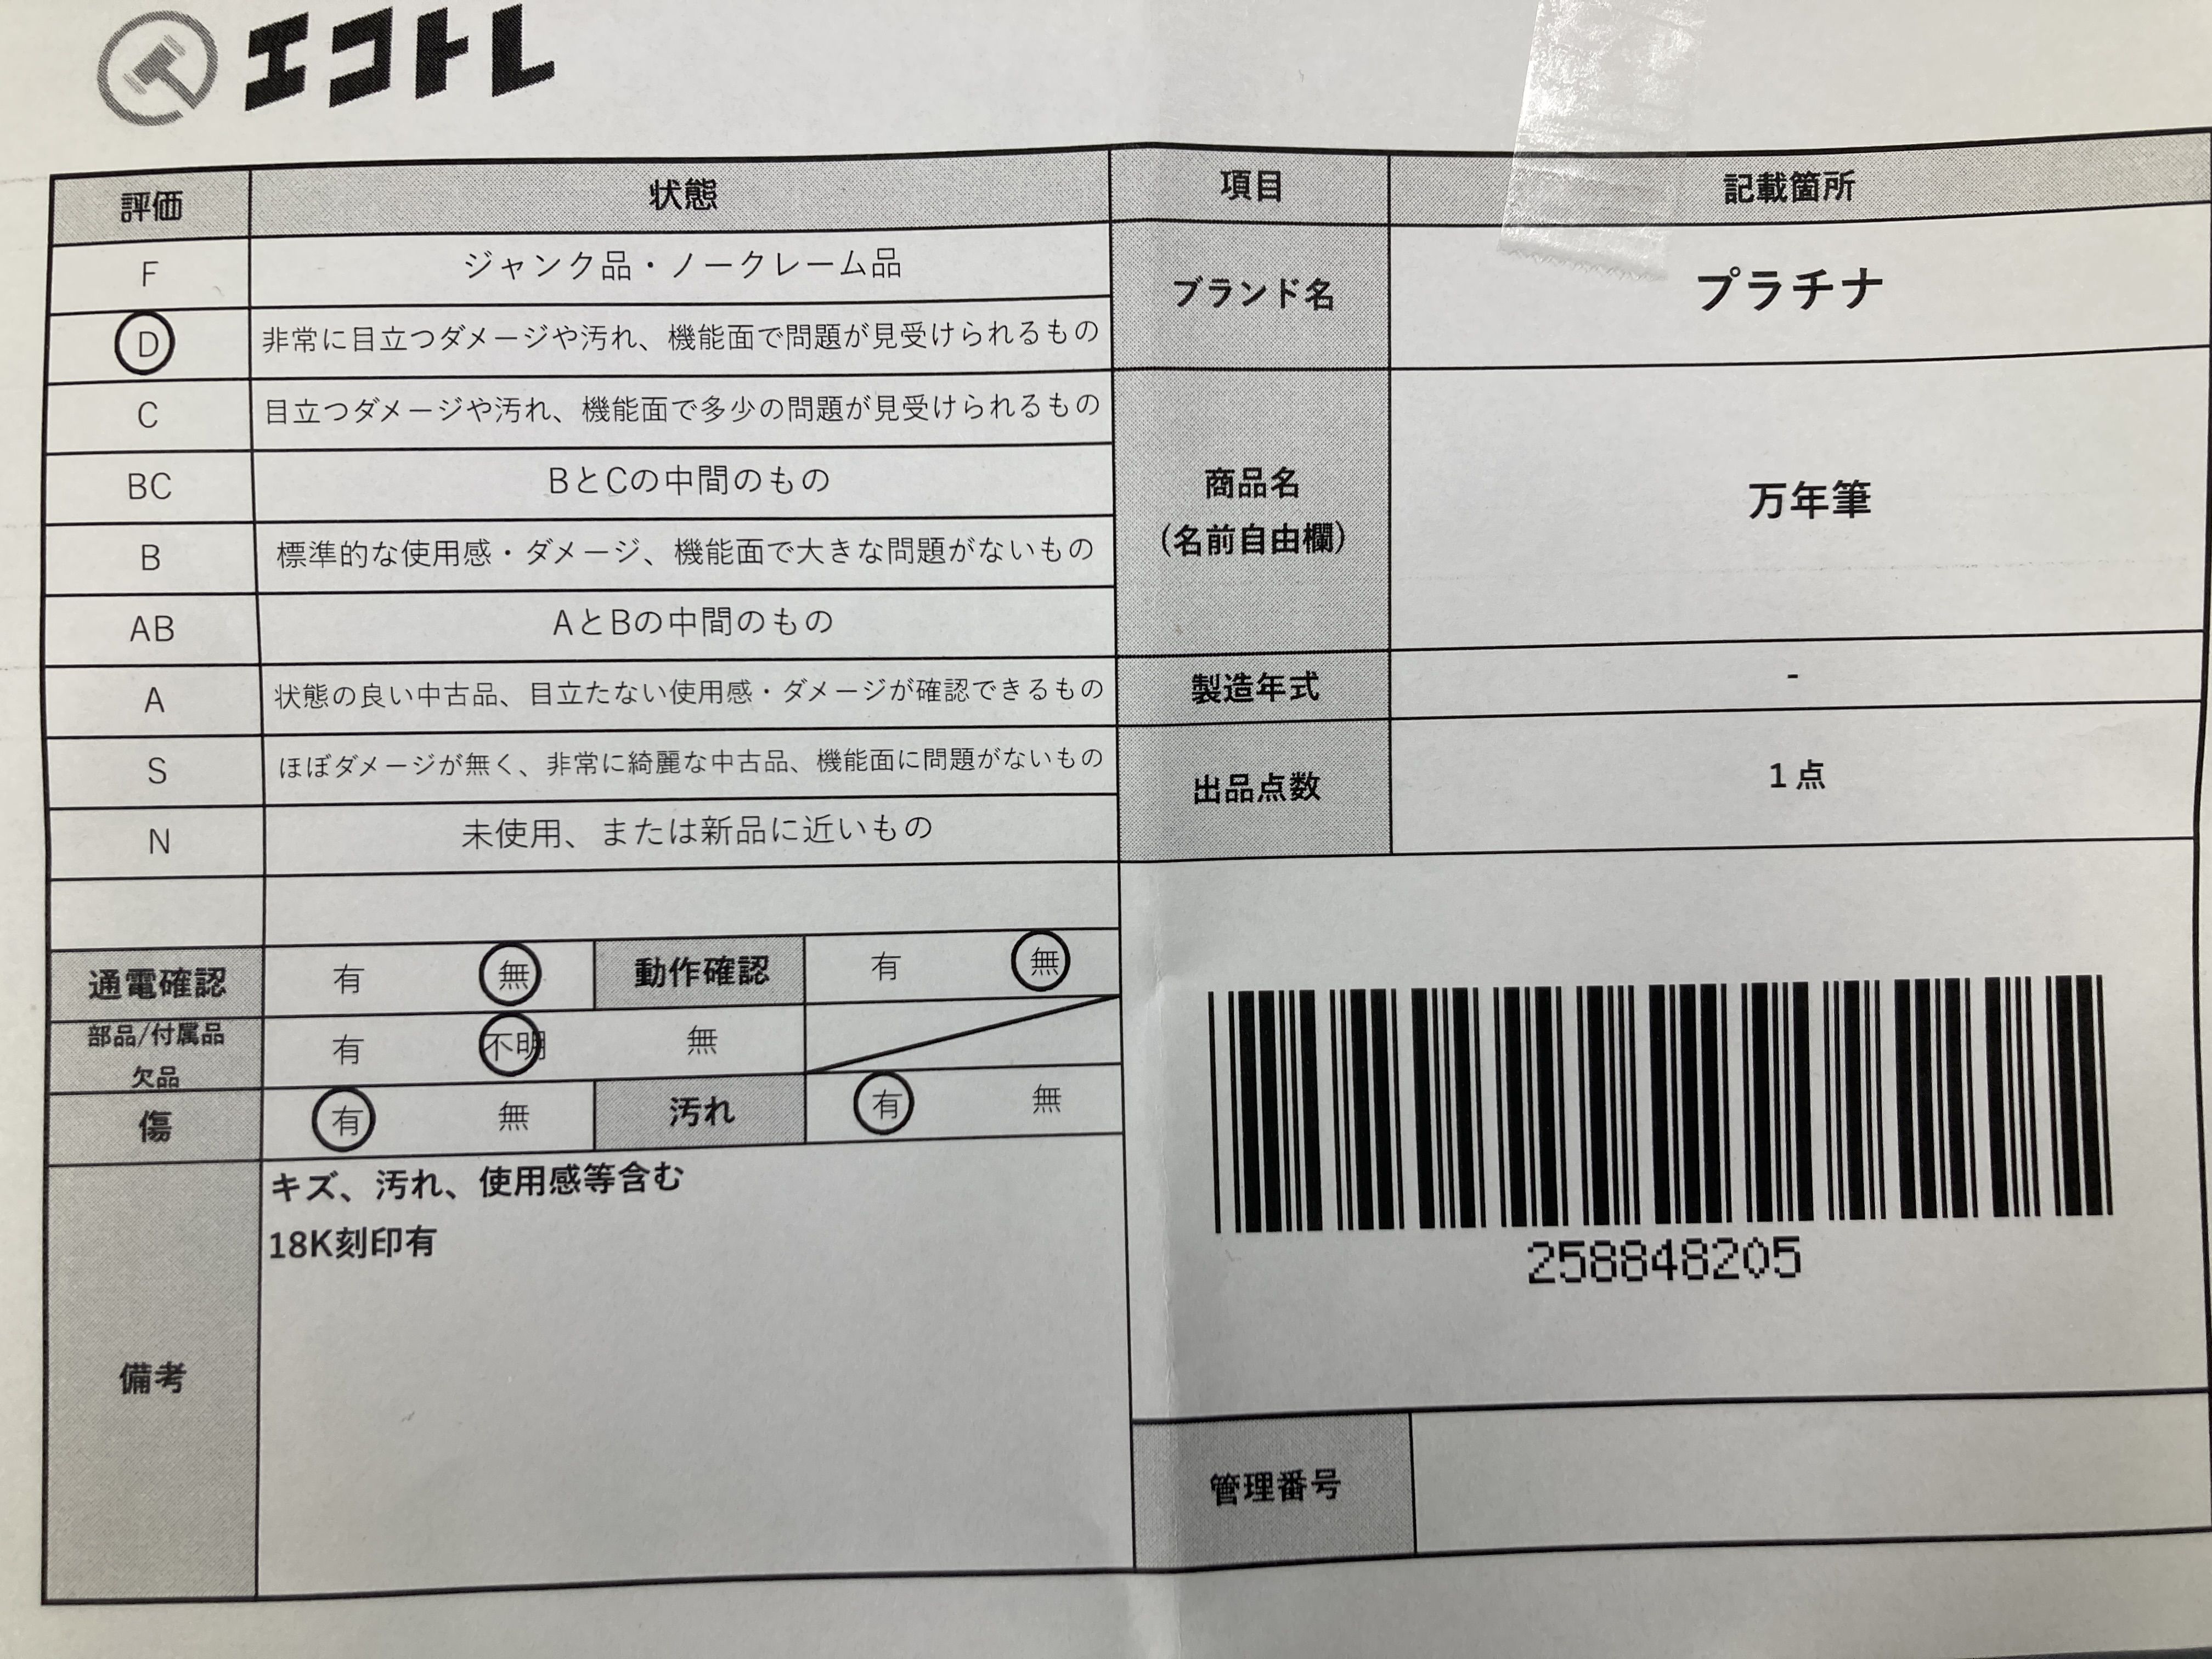 エコトレ
評価 状態 項目 記載箇所
F ジャンク品・ノークレーム品
D 非常に目立つダメージや汚れ、機能面で問題が見受けられるもの
ブランド名 プラチナ
C 目立つダメージや汚れ、機能面で多少の問題が見受けられるもの
BC BとCの中間のもの
商品名
(名前自由欄)
万年筆
B 標準的な使用感・ダメージ、機能面で大きな問題がないもの
AB AとBの中間のもの
A 状態の良い中古品、目立たない使用感・ダメージが確認できるもの
製造年式 -
S ほぼダメージが無く、非常に綺麗な中古品、機能面に問題がないもの
出品点数 1点
N 未使用、または新品に近いもの
通電確認 有 無 動作確認 有 無
部品/付属品
欠品
有 不明 無
傷 有 無 汚れ 有 無
備考
キズ、汚れ、使用感等含む
18K刻印有
258848205
管理番号